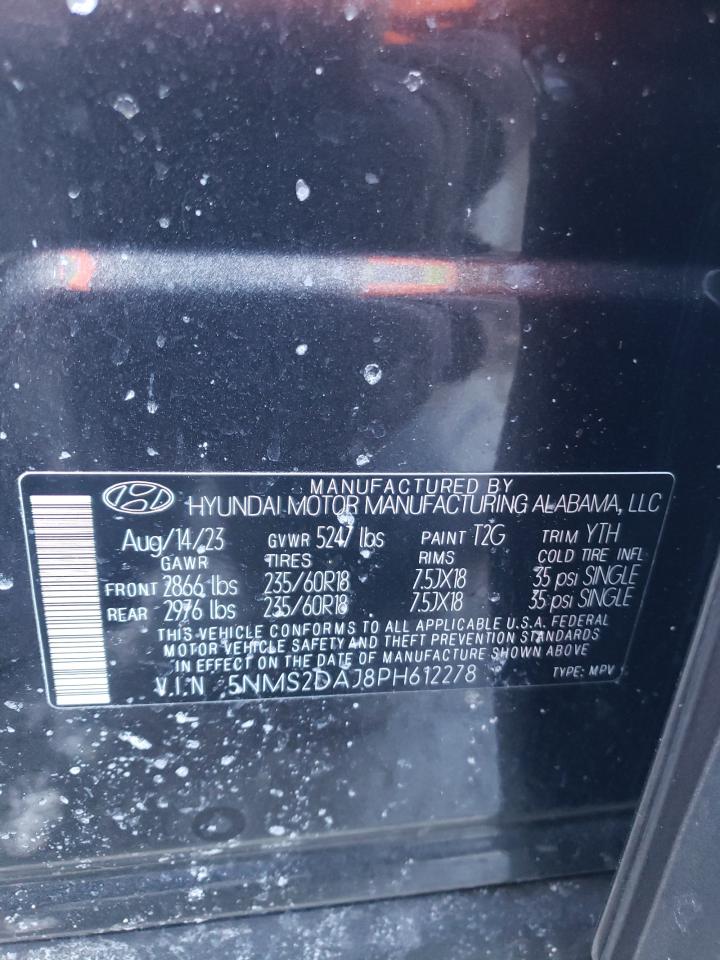 MANUFACTURED BY
HYUNDAI MOTOR MANUFACTURING ALABAMA, LLC
Aug/14/23 GVWR 5247 lbs PAINT T2G TRIM YTH
GAWR TIRES RIMS COLD TIRE INFL
FRONT 2866 lbs 235/60R18 7.5JX18 35 psi SINGLE
REAR 2976 lbs 235/60R18 7.5JX18 35 psi SINGLE
THIS VEHICLE CONFORMS TO ALL APPLICABLE U.S.A. FEDERAL
MOTOR VEHICLE SAFETY AND THEFT PREVENTION STANDARDS
IN EFFECT ON THE DATE OF MANUFACTURE SHOWN ABOVE
V.I.N 5NMS2DAJ8PH612278 TYPE: MPV